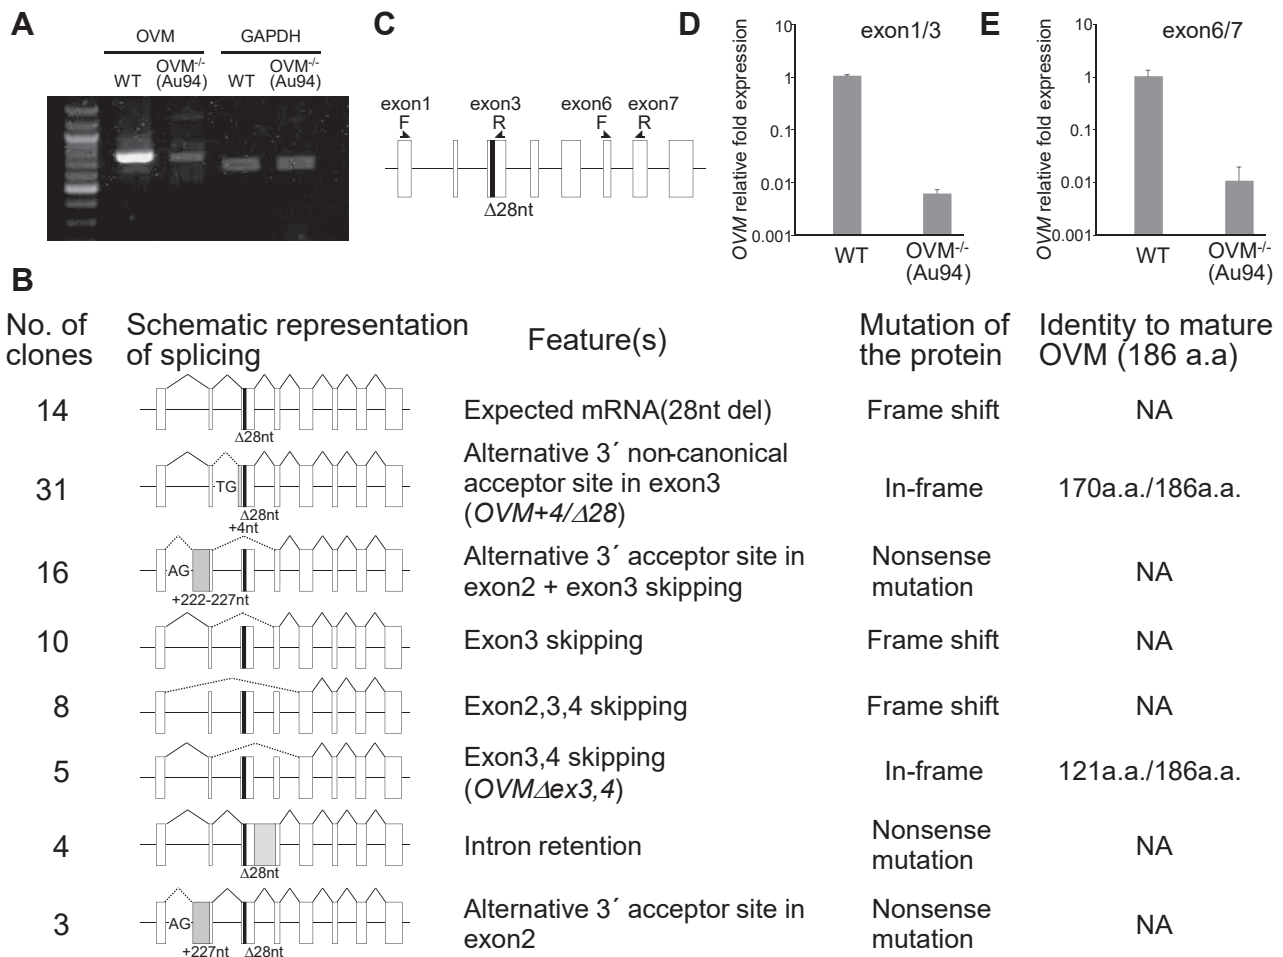 A
OVM
GAPDH
WT
OVM-/-
(Au94)
WT
OVM-/-
(Au94)
C
exon1
F
exon3
R
exon6
F
exon7
R
Δ28nt
D
OVM relative fold expression
10
1
0.1
0.01
0.001
exon1/3
WT
OVM-/-
(Au94)
E
OVM relative fold expression
10
1
0.1
0.01
0.001
exon6/7
WT
OVM-/-
(Au94)
B
No. of
clones
Schematic representation
of splicing
Feature(s)
Mutation of
the protein
Identity to mature
OVM (186 a.a)
14
Δ28nt
Expected mRNA(28nt del)
Frame shift
NA
31
TG
Δ28nt
+4nt
Alternative 3´ non-canonical
acceptor site in exon3
(OVM+4/Δ28)
In-frame
170a.a./186a.a.
16
AG
+222-227nt
Alternative 3´ acceptor site in
exon2 + exon3 skipping
Nonsense
mutation
NA
10
Exon3 skipping
Frame shift
NA
8
Exon2,3,4 skipping
Frame shift
NA
5
Exon3,4 skipping
(OVMΔex3,4)
In-frame
121a.a./186a.a.
4
Δ28nt
Intron retention
Nonsense
mutation
NA
3
AG
+227nt
Δ28nt
Alternative 3´ acceptor site in
exon2
Nonsense
mutation
NA